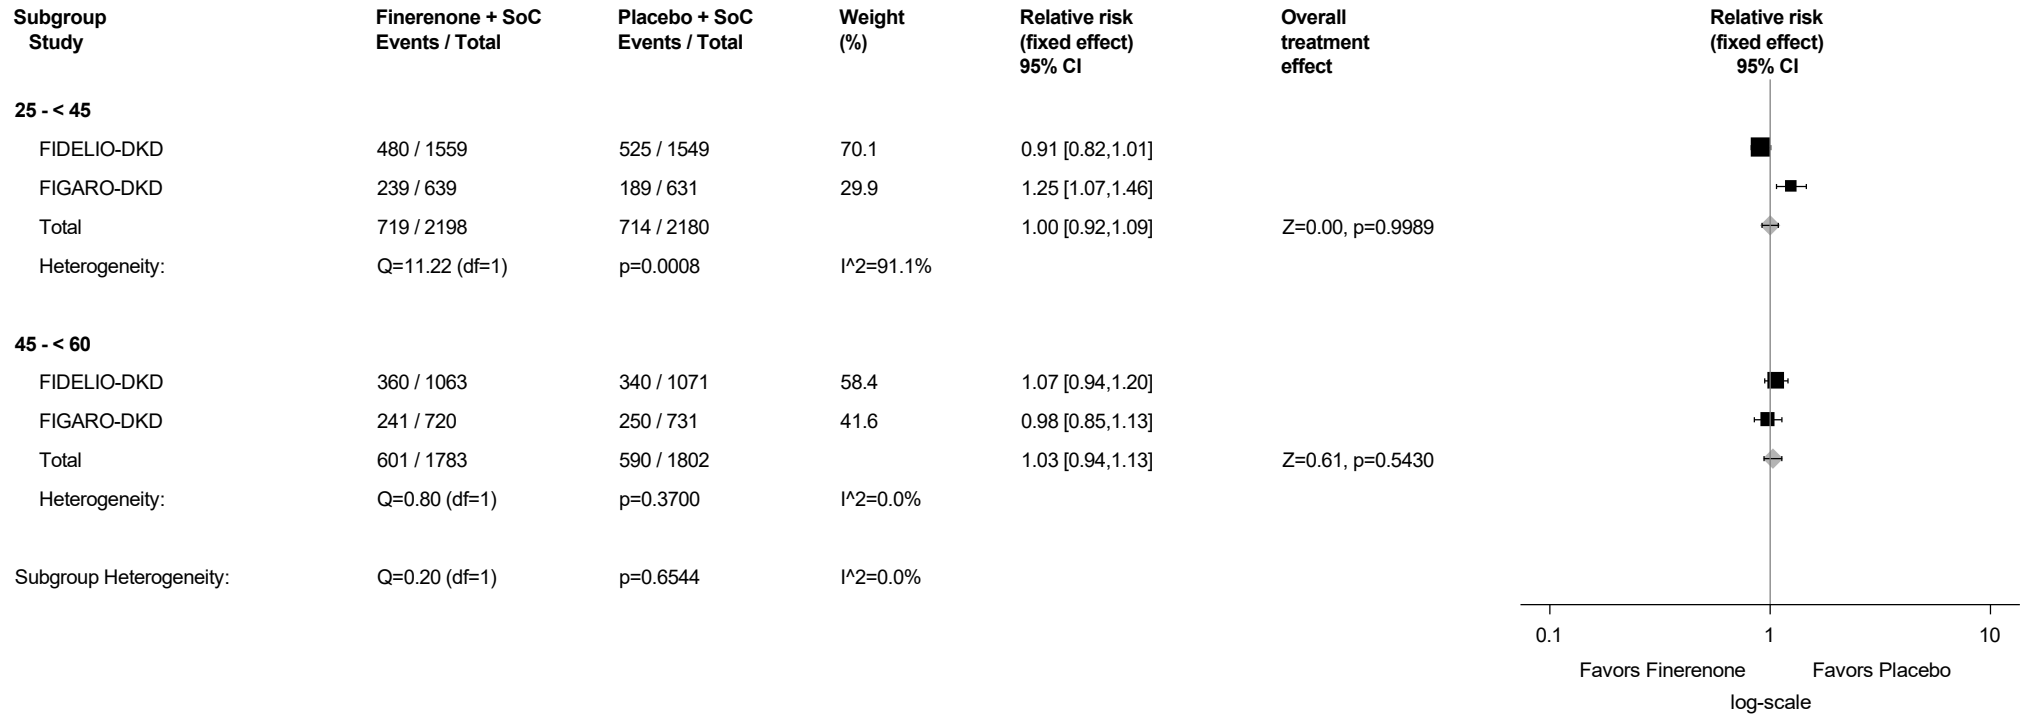 Subgroup Finerenone + SoC Placebo + SoC Weight Relative risk Overall Relative risk
Study Events / Total Events / Total (%) (fixed effect) treatment (fixed effect)
95% CI effect 95% CI
25 - < 45
FIDELIO-DKD 480 / 1559 525 / 1549 70.1 0.91 [0.82,1.01]
FIGARO-DKD 239 / 639 189 / 631 29.9 1.25 [1.07,1.46]
Total 719 / 2198 714 / 2180 1.00 [0.92,1.09] Z=0.00, p=0.9989
Heterogeneity: Q=11.22 (df=1) p=0.0008 I^2=91.1%
45 - < 60
FIDELIO-DKD 360 / 1063 340 / 1071 58.4 1.07 [0.94,1.20]
FIGARO-DKD 241 / 720 250 / 731 41.6 0.98 [0.85,1.13]
Total 601 / 1783 590 / 1802 1.03 [0.94,1.13] Z=0.61, p=0.5430
Heterogeneity: Q=0.80 (df=1) p=0.3700 I^2=0.0%
Subgroup Heterogeneity: Q=0.20 (df=1) p=0.6544 I^2=0.0%
0.1 1 10
Favors Finerenone Favors Placebo
log-scale